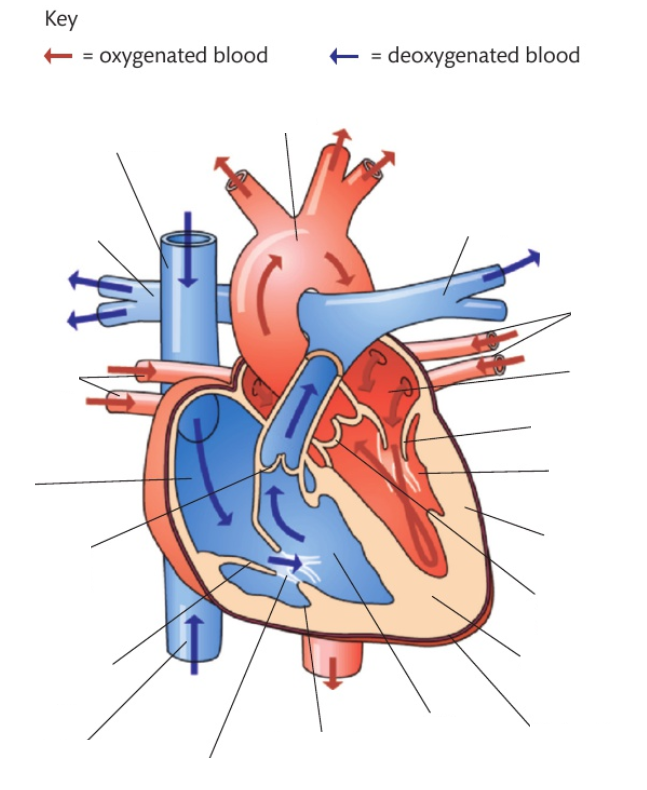 Key
= oxygenated blood
= deoxygenated blood